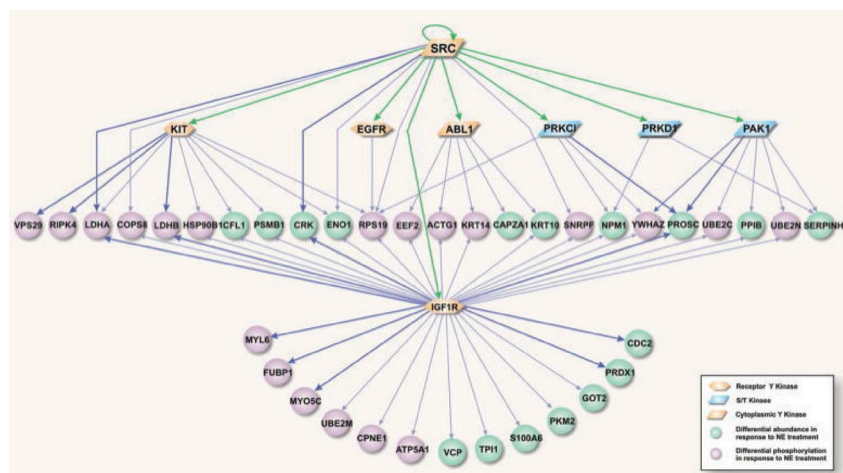 SRC
KIT
EGFR
ABL1
PRKCI
PRKD1
PAK1
VPS29
RIPK4
LDHA
COPS8
LDHB
HSP90B1
CFL1
PSMB1
CRK
ENO1
RPS19
EEF2
ACTG1
KRT14
CAPZA1
KRT10
SNRPF
NPM1
YWHAZ
PROSC
UBE2C
PPIB
UBE2N
SERPINH
IGF1R
MYL6
CDC2
FUBP1
PRDX1
MYO5C
GOT2
UBE2M
PKM2
CPNE1
S100A6
ATP5A1
VCP
TPI1
Receptor Y Kinase
S/T Kinase
Cytoplasmic Y Kinase
Differential abundance in
response to NE treatment
Differential phosphorylation
in response to NE treatment